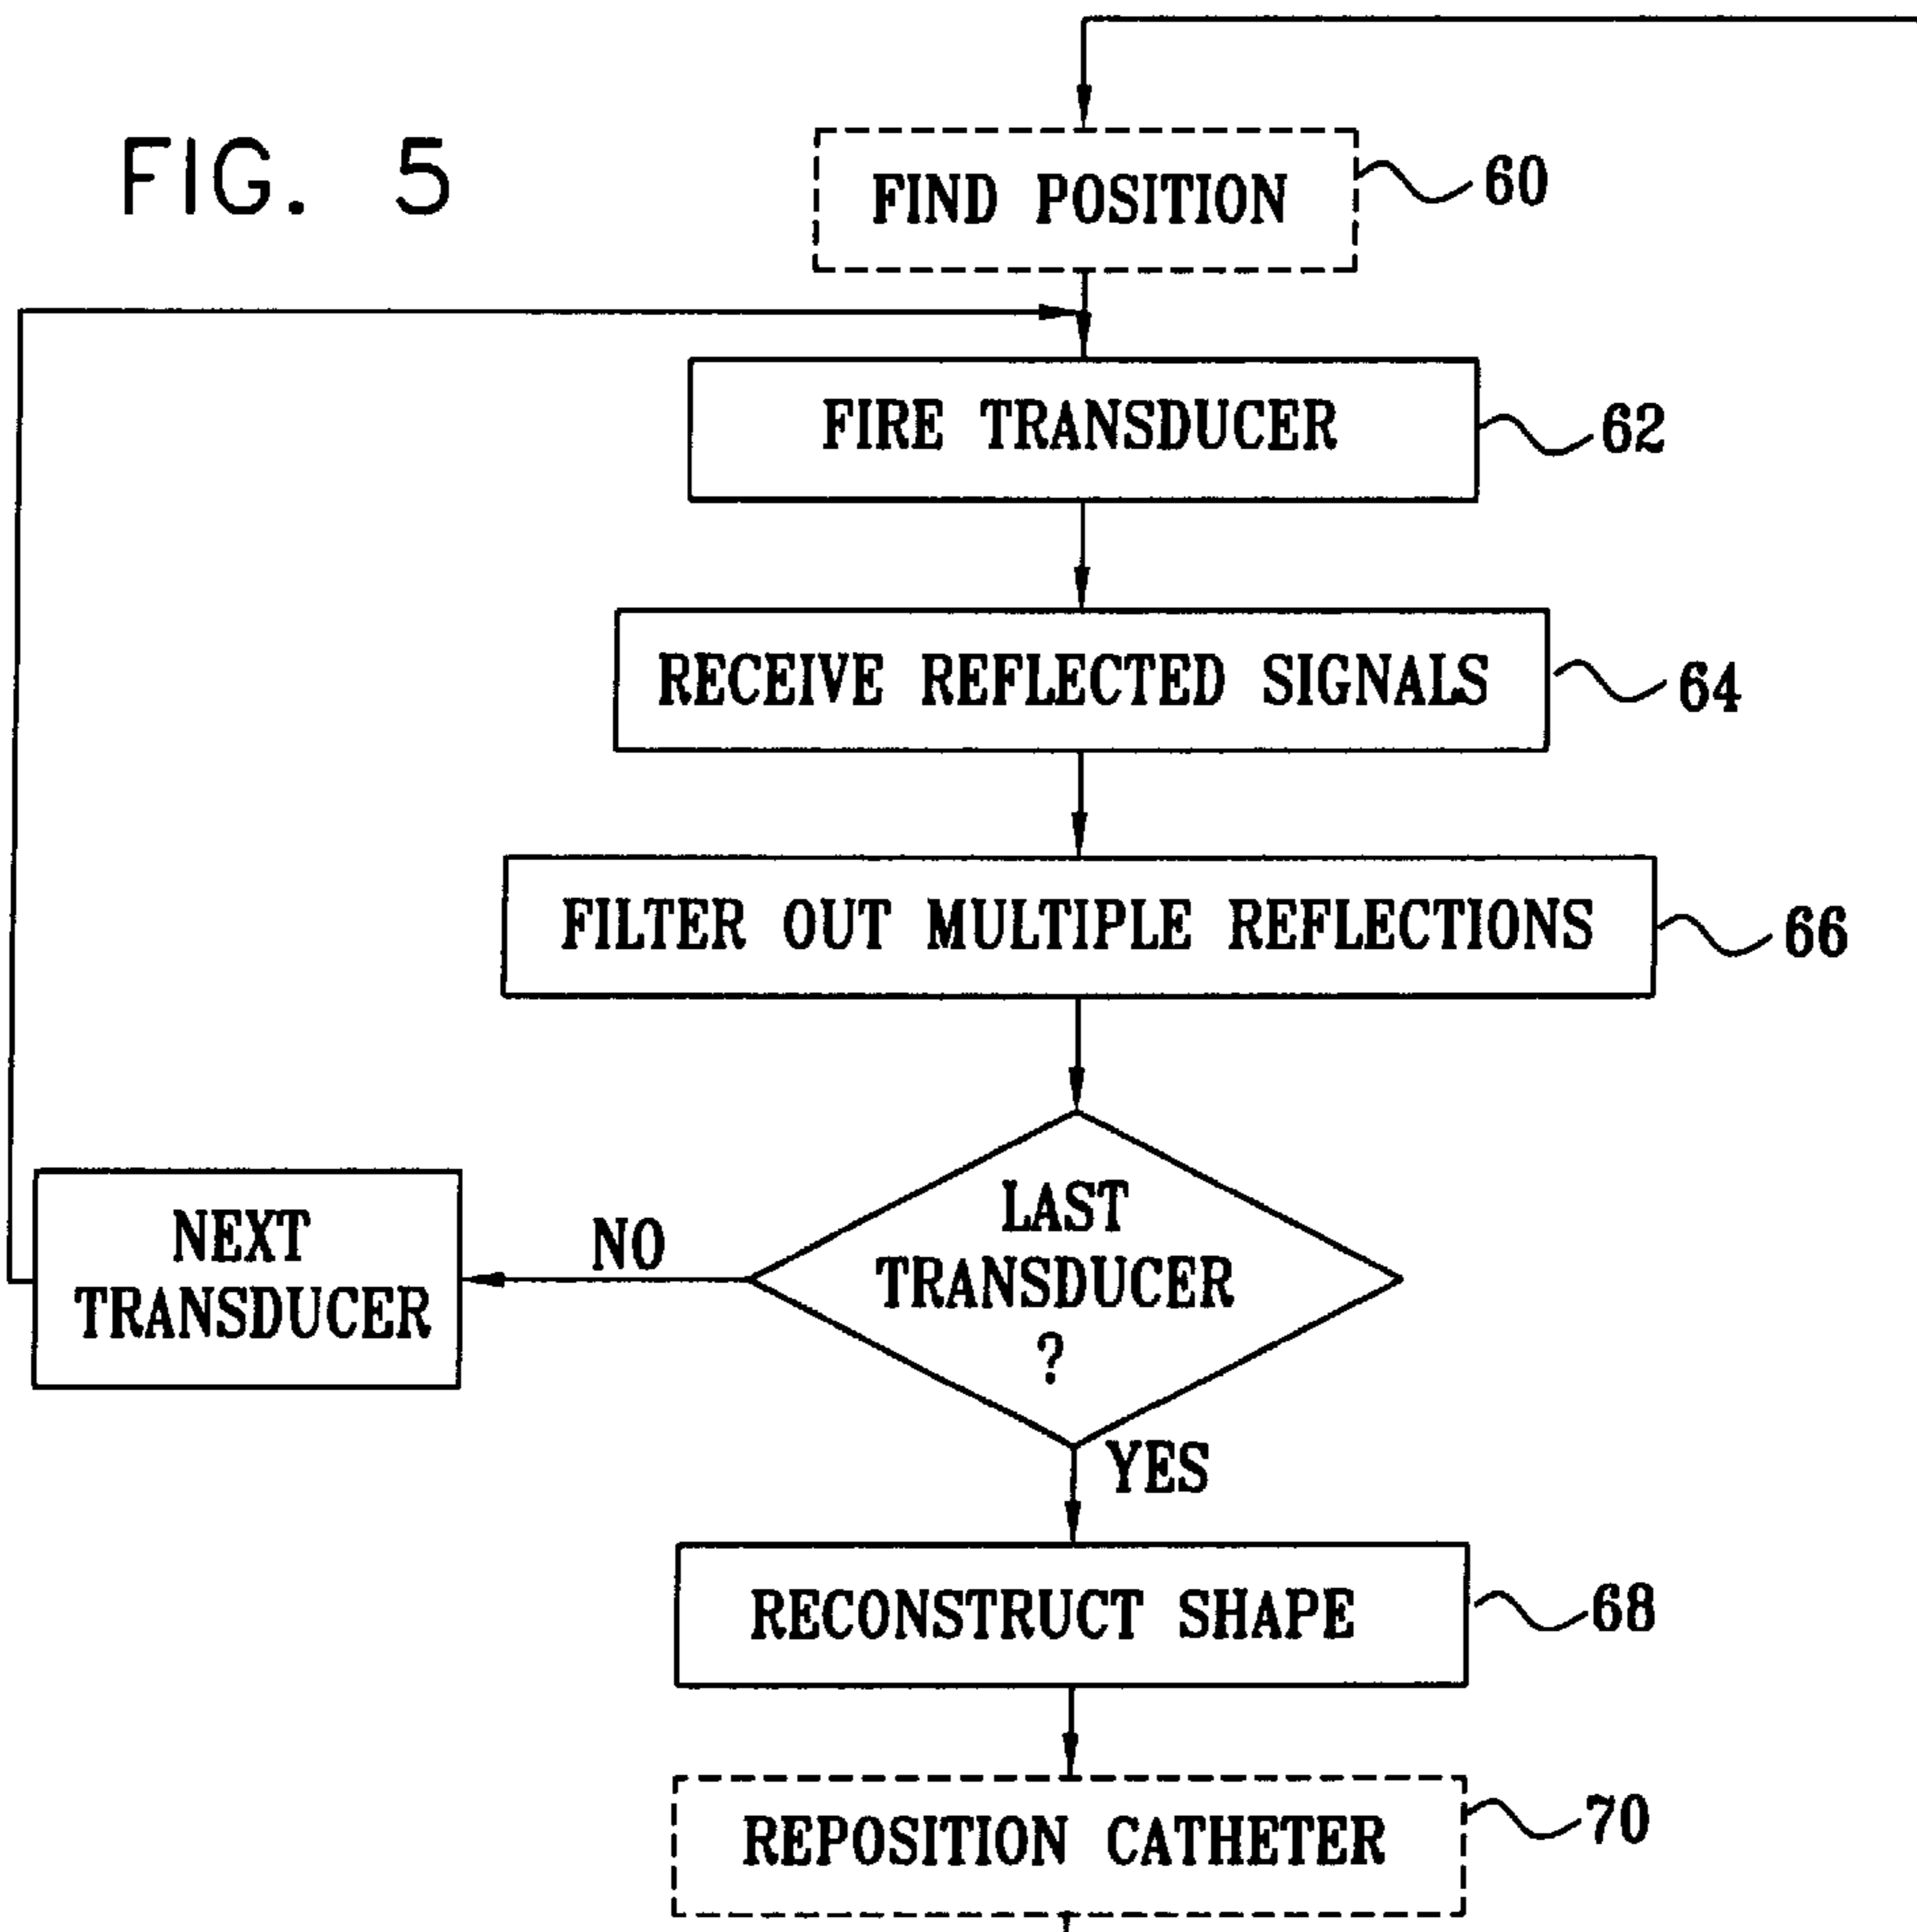 FIG. 5
FIND POSITION
60
FIRE TRANSDUCER
62
RECEIVE REFLECTED SIGNALS
64
FILTER OUT MULTIPLE REFLECTIONS
66
LAST
TRANSDUCER
?
NO
NEXT
TRANSDUCER
YES
RECONSTRUCT SHAPE
68
REPOSITION CATHETER
70